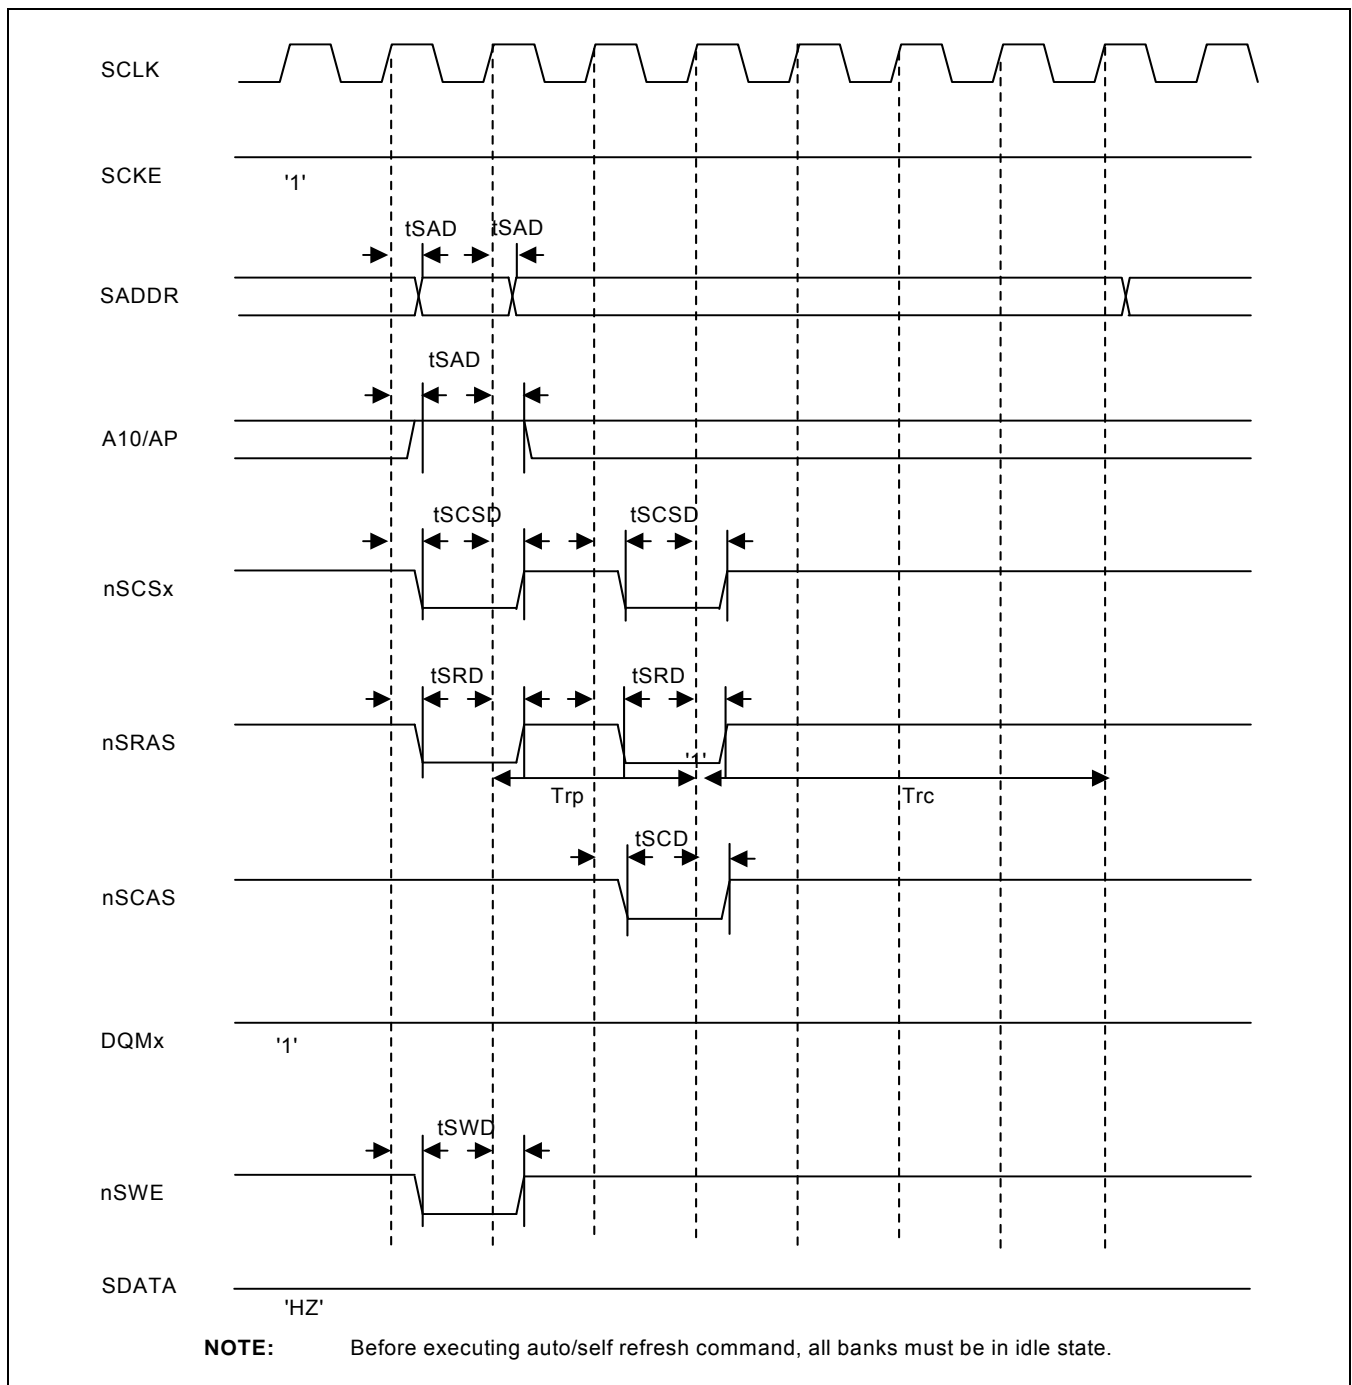 SCLK
SCKE
'1'
tSAD tSAD
SADDR
tSAD
A10/AP
tSCSD tSCSD
nSCSx
tSRD tSRD
nSRAS
'1'
Trp Trc
tSCD
nSCAS
DQMx
'1'
tSWD
nSWE
SDATA
'HZ'
NOTE: Before executing auto/self refresh command, all banks must be in idle state.